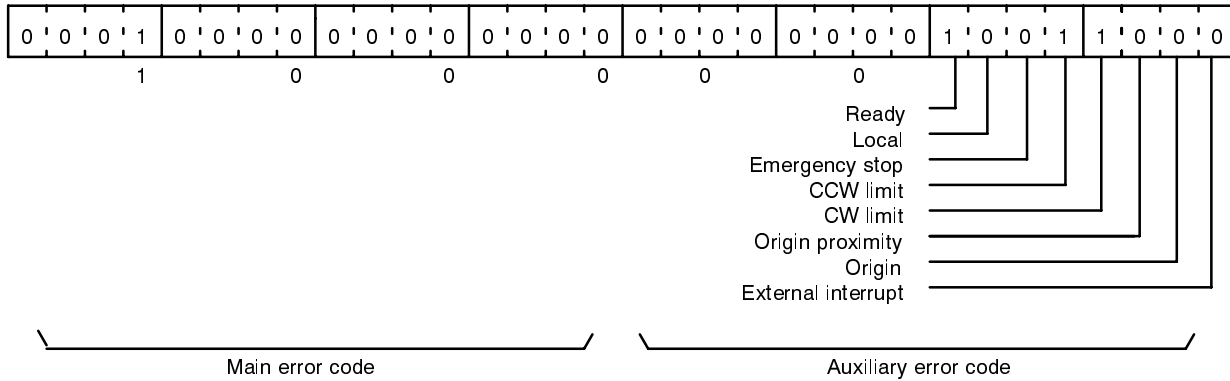 0 0 0 1 0 0 0 0 0 0 0 0 0 0 0 0 0 0 0 0 0 0 0 0 1 0 0 1 1 0 0 0
1 0 0 0 0 0
Ready
Local
Emergency stop
CCW limit
CW limit
Origin proximity
Origin
External interrupt
Main error code Auxiliary error code